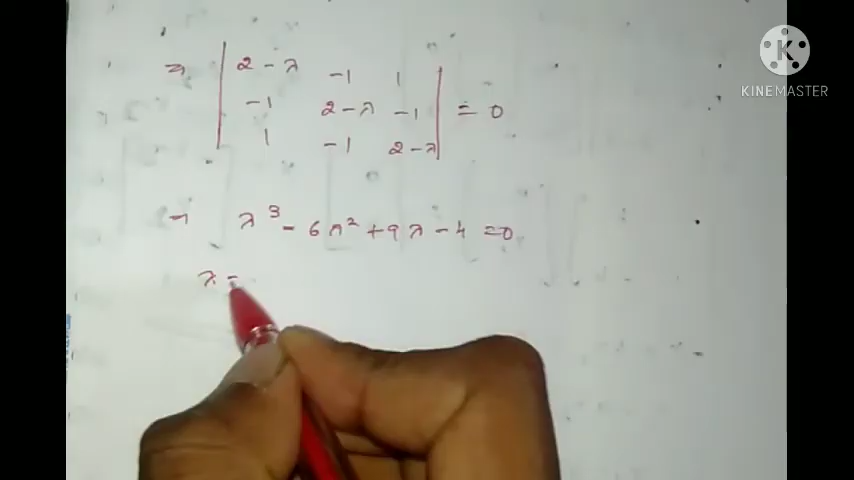 K
KINEMASTER
⇒ | 2-λ -1 1 |
| -1 2-λ -1 | = 0
| 1 -1 2-λ |
⇒ λ³ - 6λ² + 9λ - 4 = 0
λ =